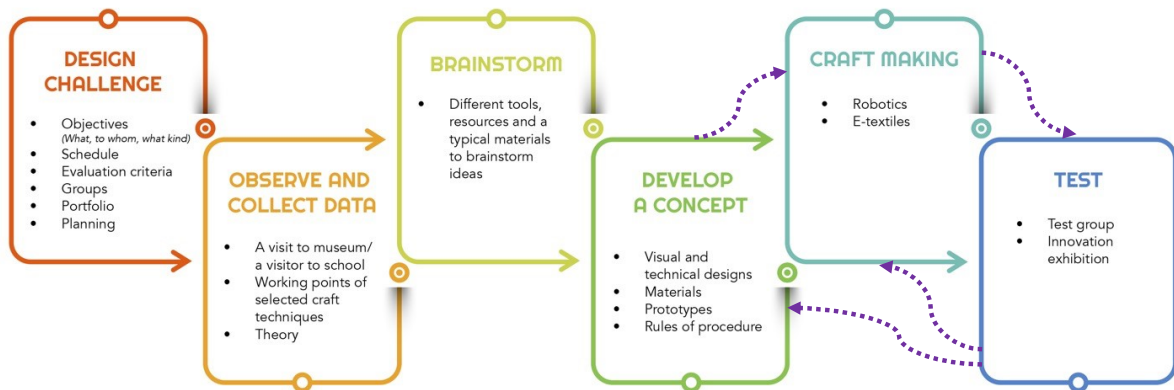 DESIGN
CHALLENGE
• Objectives
(What, to whom, what kind)
• Schedule
• Evaluation criteria
• Groups
• Portfolio
• Planning
OBSERVE AND
COLLECT DATA
• A visit to museum/
a visitor to school
• Working points of
selected craft
techniques
• Theory
BRAINSTORM
• Different tools,
resources and a
typical materials
to brainstorm
ideas
DEVELOP
A CONCEPT
• Visual and
technical designs
• Materials
• Prototypes
• Rules of procedure
CRAFT MAKING
• Robotics
• E-textiles
TEST
• Test group
• Innovation
exhibition